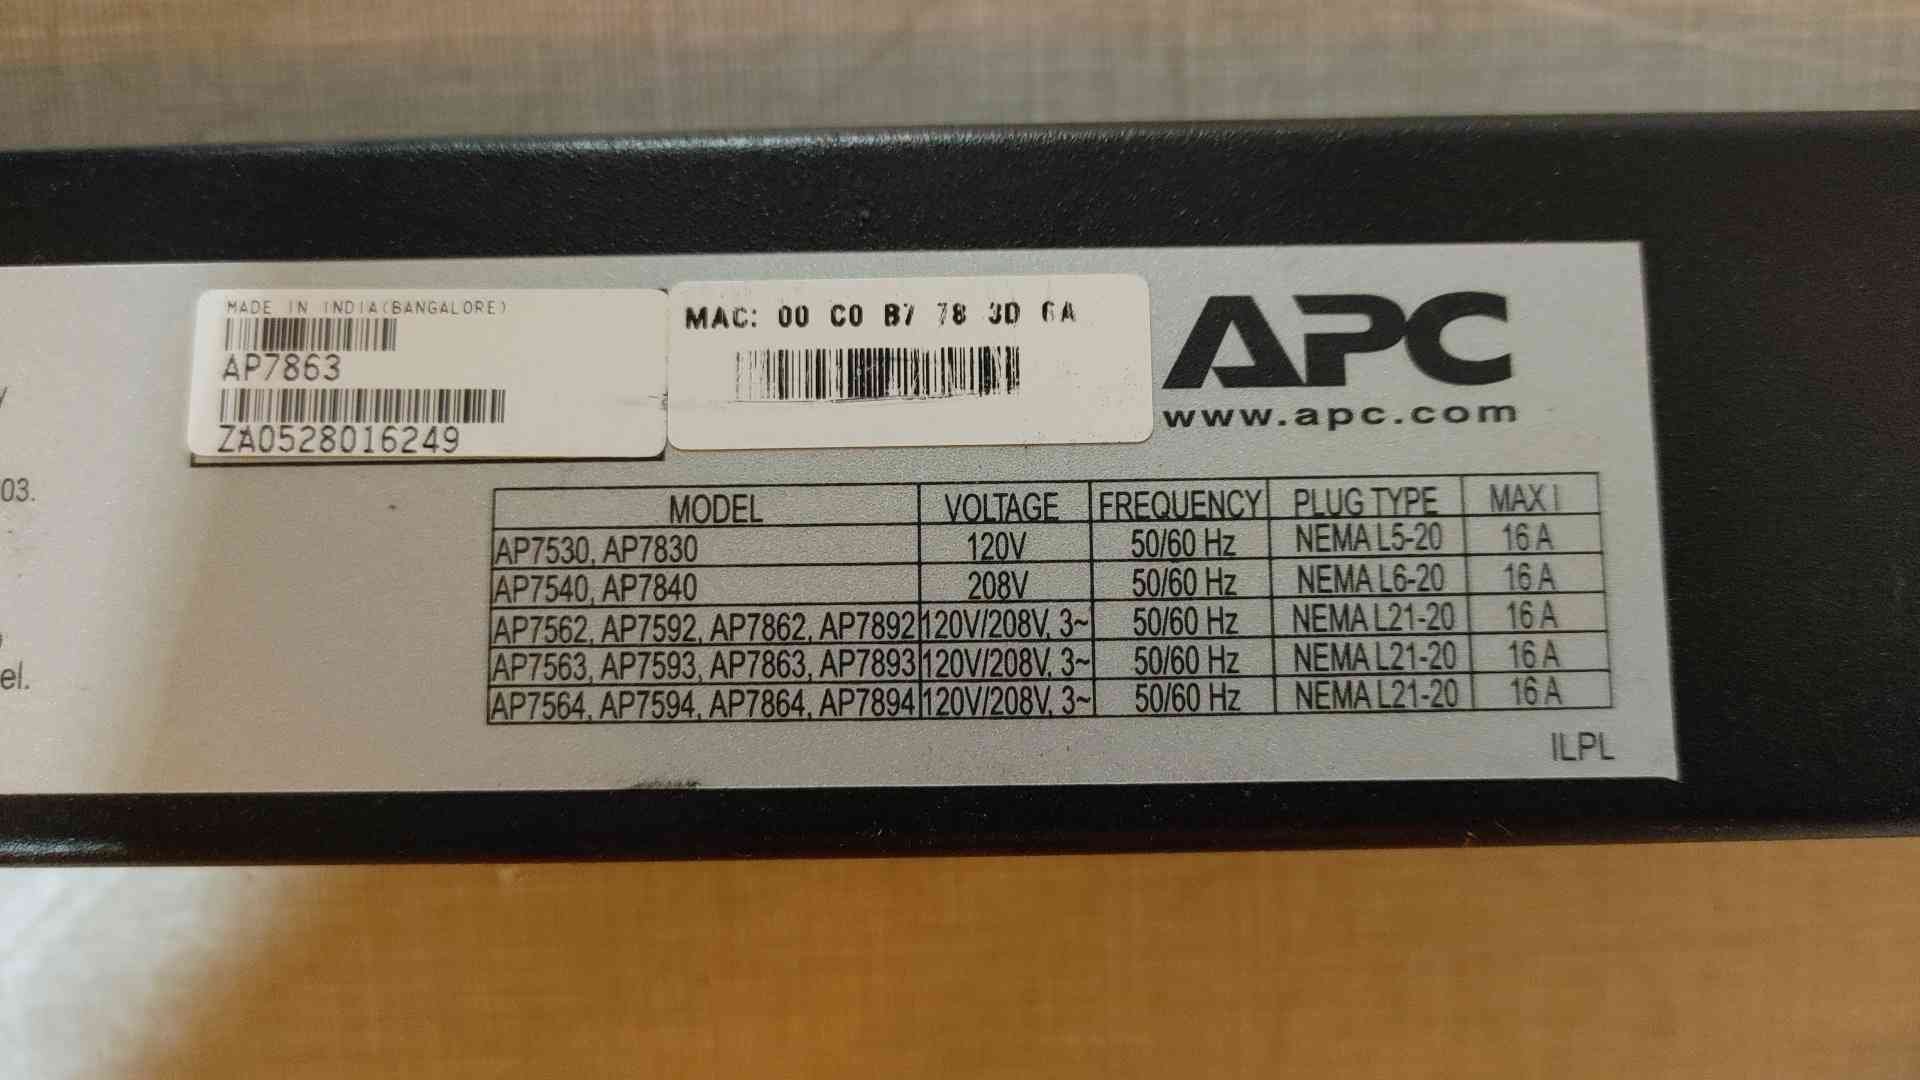 MADE IN INDIA(BANGALORE)
AP7863
ZA0528016249
MAC: 00 C0 B7 78 3D 6A
APC
www.apc.com
03.
el.
MODEL VOLTAGE FREQUENCY PLUG TYPE MAX I
AP7530, AP7830 120V 50/60 Hz NEMA L5-20 16 A
AP7540, AP7840 208V 50/60 Hz NEMA L6-20 16 A
AP7562, AP7592, AP7862, AP7892 120V/208V, 3~ 50/60 Hz NEMA L21-20 16 A
AP7563, AP7593, AP7863, AP7893 120V/208V, 3~ 50/60 Hz NEMA L21-20 16 A
AP7564, AP7594, AP7864, AP7894 120V/208V, 3~ 50/60 Hz NEMA L21-20 16 A
ILPL